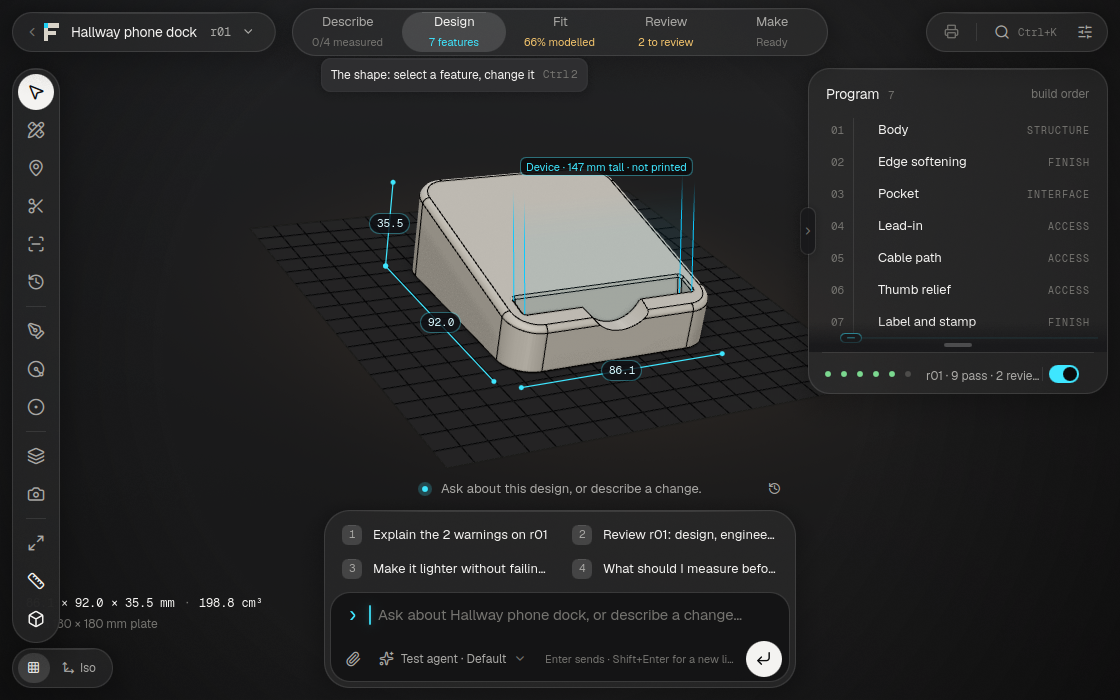 Hallway phone dock r01
Describe
0/4 measured
Design
7 features
Fit
66% modelled
Review
2 to review
Make
Ready
Ctrl+K
The shape: select a feature, change it Ctrl 2
Program 7 build order
01 Body STRUCTURE
02 Edge softening FINISH
03 Pocket INTERFACE
04 Lead-in ACCESS
05 Cable path ACCESS
06 Thumb relief ACCESS
07 Label and stamp FINISH
r01 · 9 pass · 2 revie…
Device · 147 mm tall · not printed
35.5
92.0
86.1
Ask about this design, or describe a change.
1 Explain the 2 warnings on r01
2 Review r01: design, enginee…
3 Make it lighter without failin…
4 What should I measure befo…
Ask about Hallway phone dock, or describe a change…
Test agent · Default
Enter sends · Shift+Enter for a new li…
× 92.0 × 35.5 mm · 198.8 cm³
× 180 mm plate
Iso